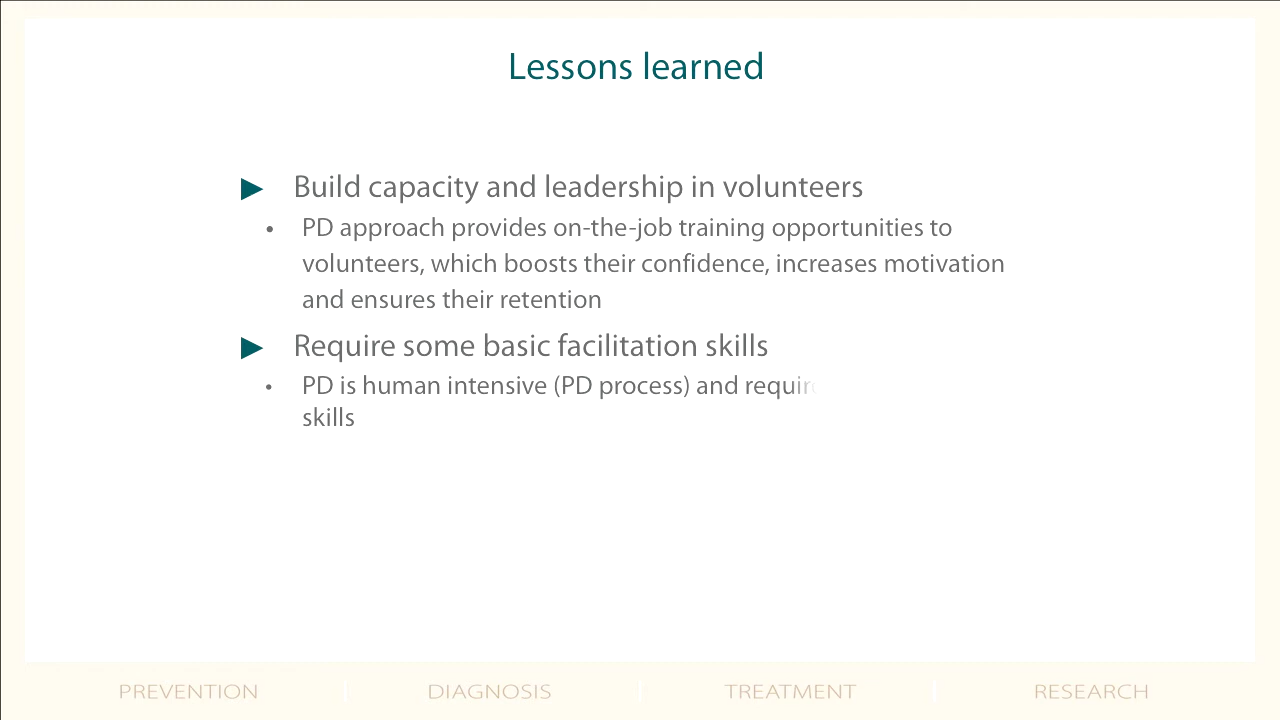 Lessons learned
Build capacity and leadership in volunteers
PD approach provides on-the-job training opportunities to
volunteers, which boosts their confidence, increases motivation
and ensures their retention
Require some basic facilitation skills
PD is human intensive (PD process) and
skills
PREVENTION
DIAGNOSIS
TREATMENT
RESEARCH